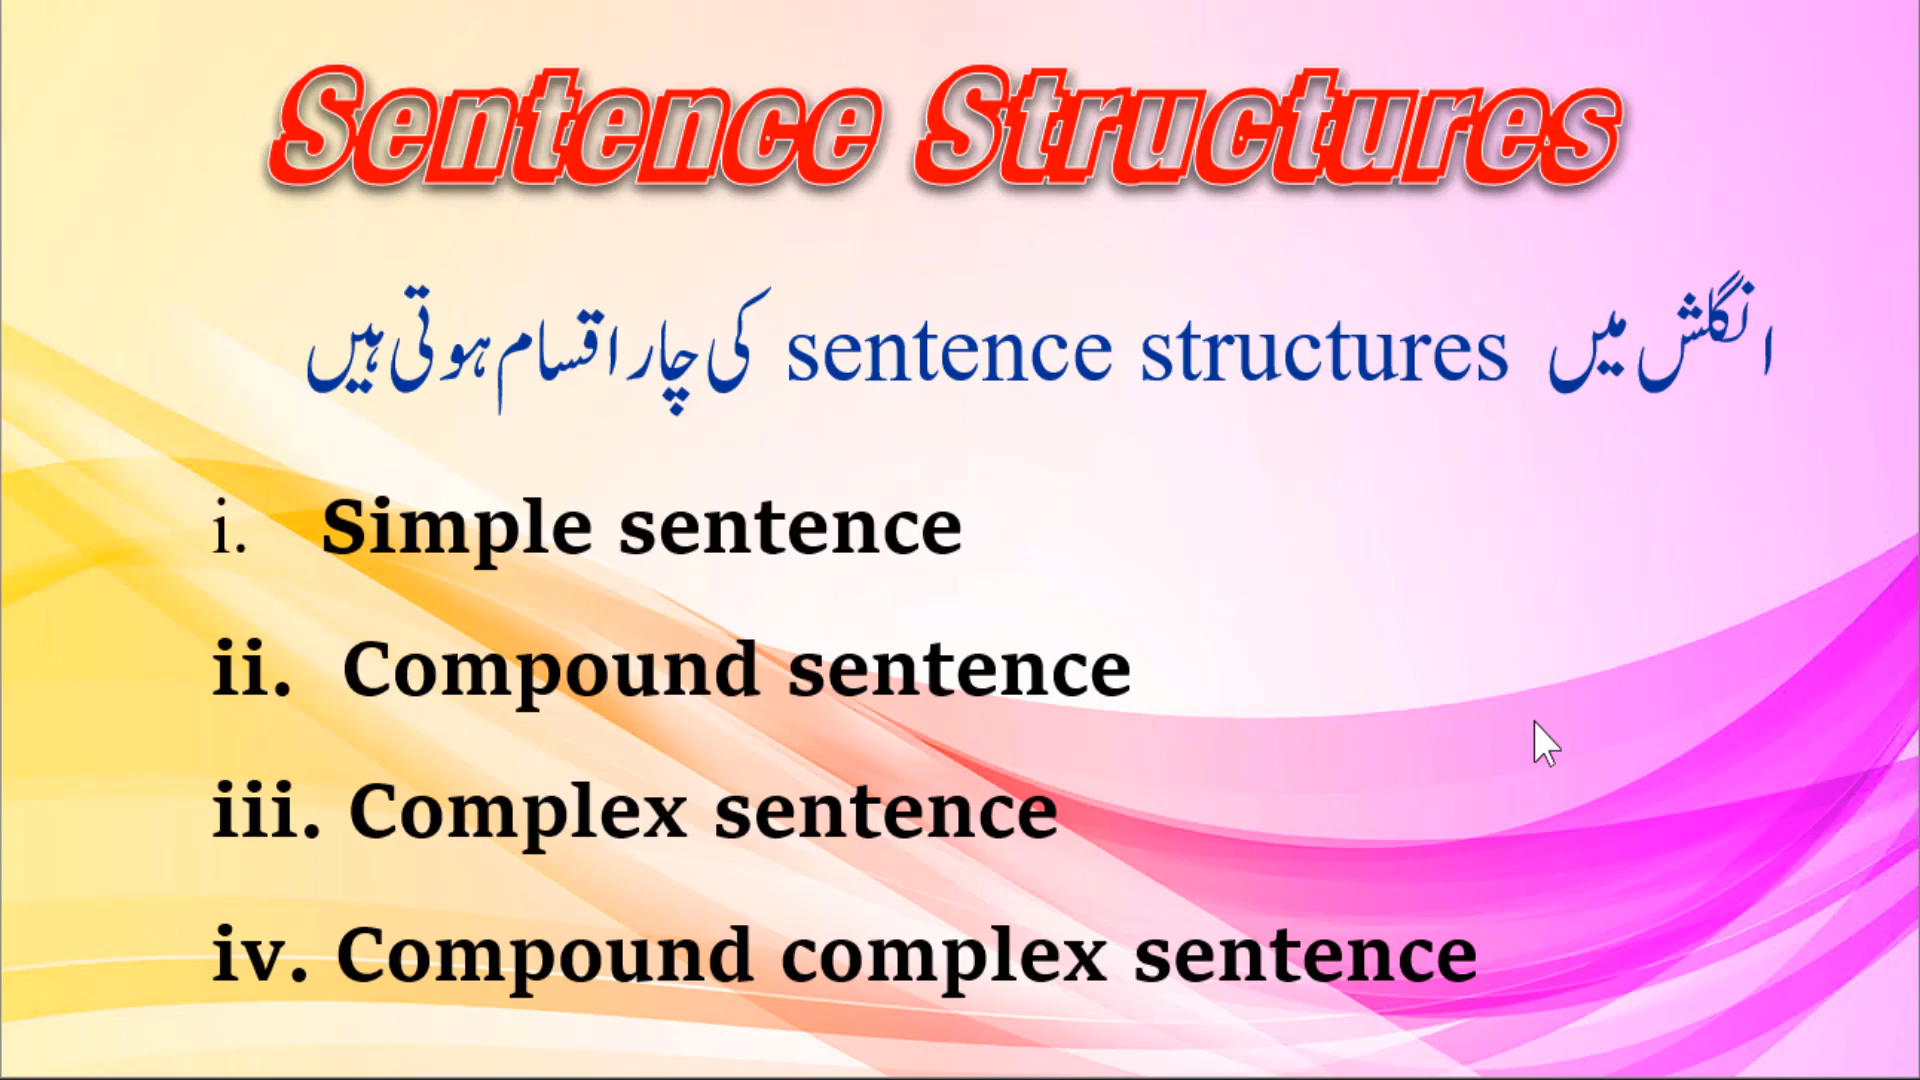 Sentence Structures
انگلش میں sentence structures کی چار اقسام ہوتی ہیں
i. Simple sentence
ii. Compound sentence
iii. Complex sentence
iv. Compound complex sentence